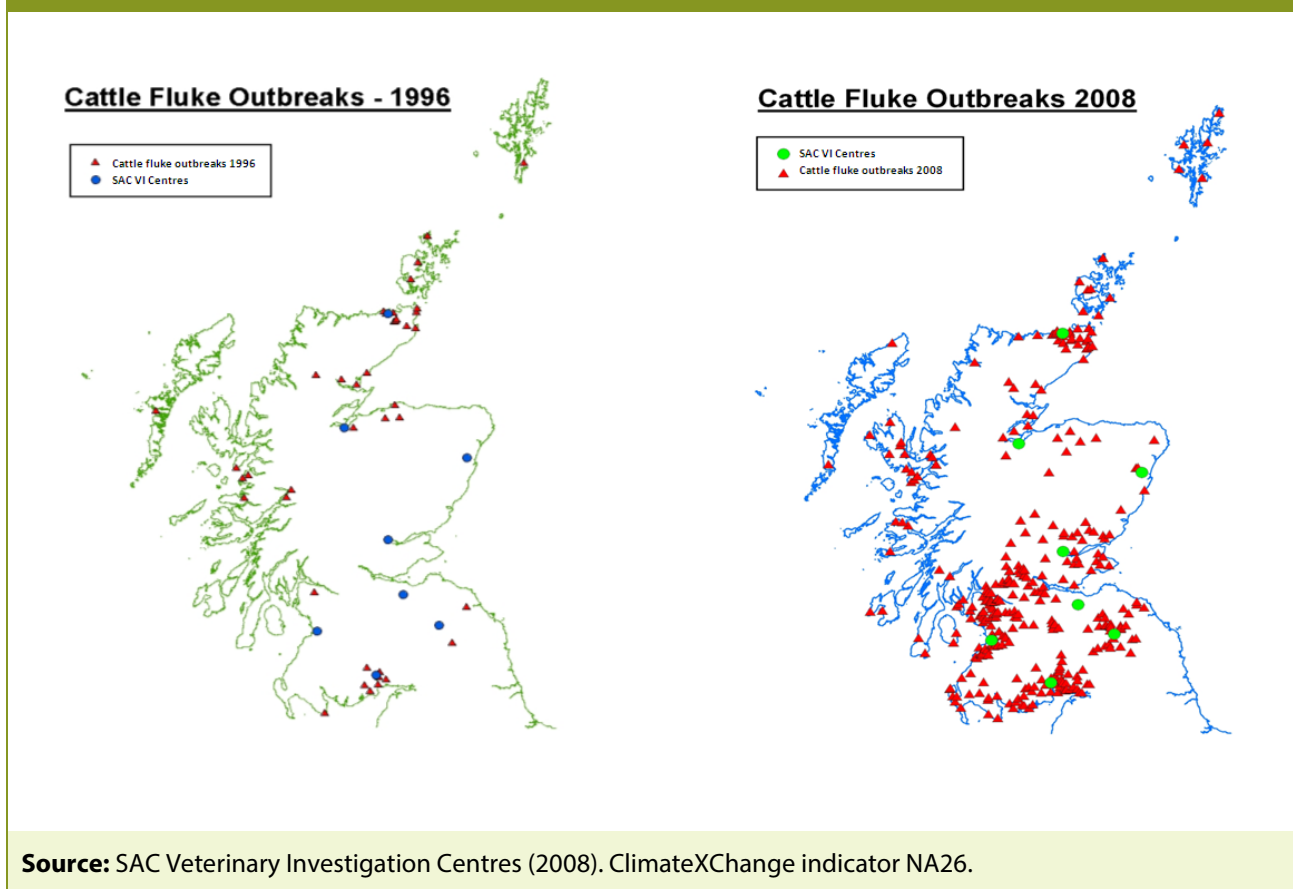 Cattle Fluke Outbreaks - 1996
Cattle fluke outbreaks 1996
SAC VI Centres
Cattle Fluke Outbreaks 2008
SAC VI Centres
Cattle fluke outbreaks 2008
Source: SAC Veterinary Investigation Centres (2008). ClimateXChange indicator NA26.